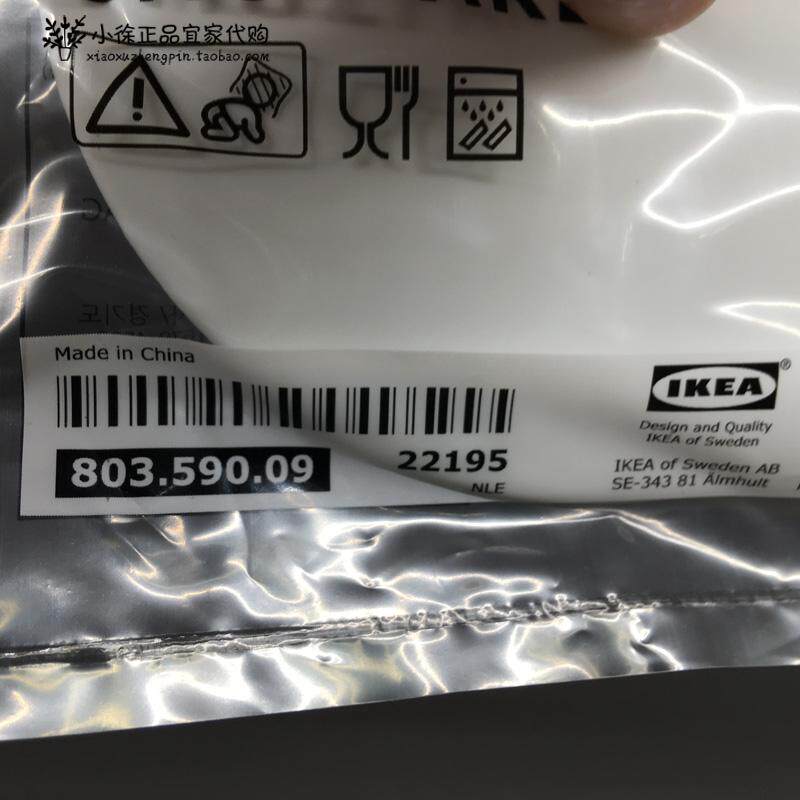 小徐正品宜家代购
xiaoxuzhengpin.taobao.com
Made in China
803.590.09
22195
NLE
IKEA®
Design and Quality
IKEA of Sweden
IKEA of Sweden AB
SE-343 81 Älmhult